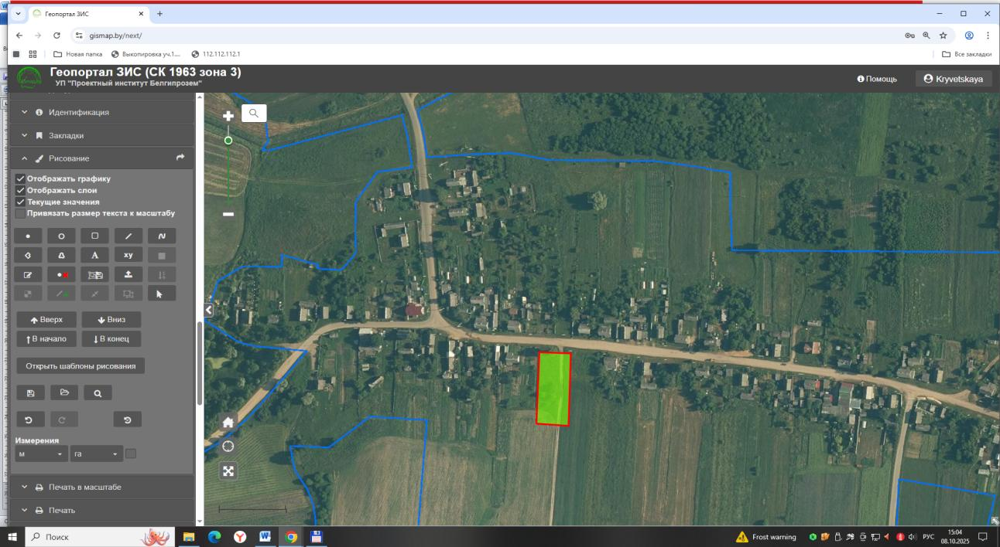 Геопортал ЗИС
gismap.by/next/
Новая папка
Выкопировка уч.1....
112.112.112.1
Все закладки
Геопортал ЗИС (СК 1963 зона 3)
УП "Проектный институт Белгипрозем"
Помощь
Kryvetskaya
Идентификация
Закладки
Рисование
Отображать графику
Отображать слои
Текущие значения
Привязать размер текста к масштабу
A
xy
Вверх
Вниз
В начало
В конец
Открыть шаблоны рисования
Измерения
м
га
Печать в масштабе
Печать
Поиск
Frost warning
РУС
15:04
08.10.2025